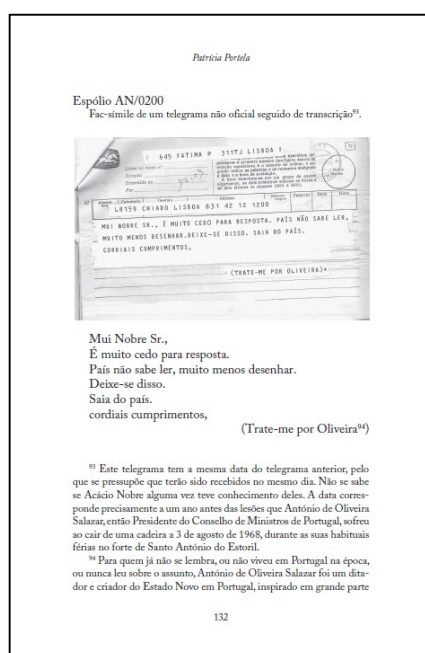 Patrícia Portela
Espólio AN/0200
Fac-símile de um telegrama não oficial seguido de transcrição⁹³.
645 FATIMA
LISBOA
L8159 CHIADO LISBOA 831 42 12 1200
MUI NOBRE SR., É MUITO CEDO PARA RESPOSTA. PAÍS NÃO SABE LER,
MUITO MENOS DESENHAR.DEIXE-SE DISSO. SAIA DO PAÍS.
CORDIAIS CUMPRIMENTOS,
(TRATE-ME POR OLIVEIRA)+
Mui Nobre Sr.,
É muito cedo para resposta.
País não sabe ler, muito menos desenhar.
Deixe-se disso.
Saia do país.
cordiais cumprimentos,
(Trate-me por Oliveira⁹⁴)
⁹³ Este telegrama tem a mesma data do telegrama anterior, pelo
que se pressupõe que terão sido recebidos no mesmo dia. Não se sabe
se Acácio Nobre alguma vez teve conhecimento deles. A data corres-
ponde precisamente a um ano antes das lesões que António de Oliveira
Salazar, então Presidente do Conselho de Ministros de Portugal, sofreu
ao cair de uma cadeira a 3 de agosto de 1968, durante as suas habituais
férias no forte de Santo António do Estoril.
⁹⁴ Para quem já não se lembra, ou não viveu em Portugal na época,
ou nunca leu sobre o assunto, António de Oliveira Salazar foi um dita-
dor e criador do Estado Novo em Portugal, inspirado em grande parte
132